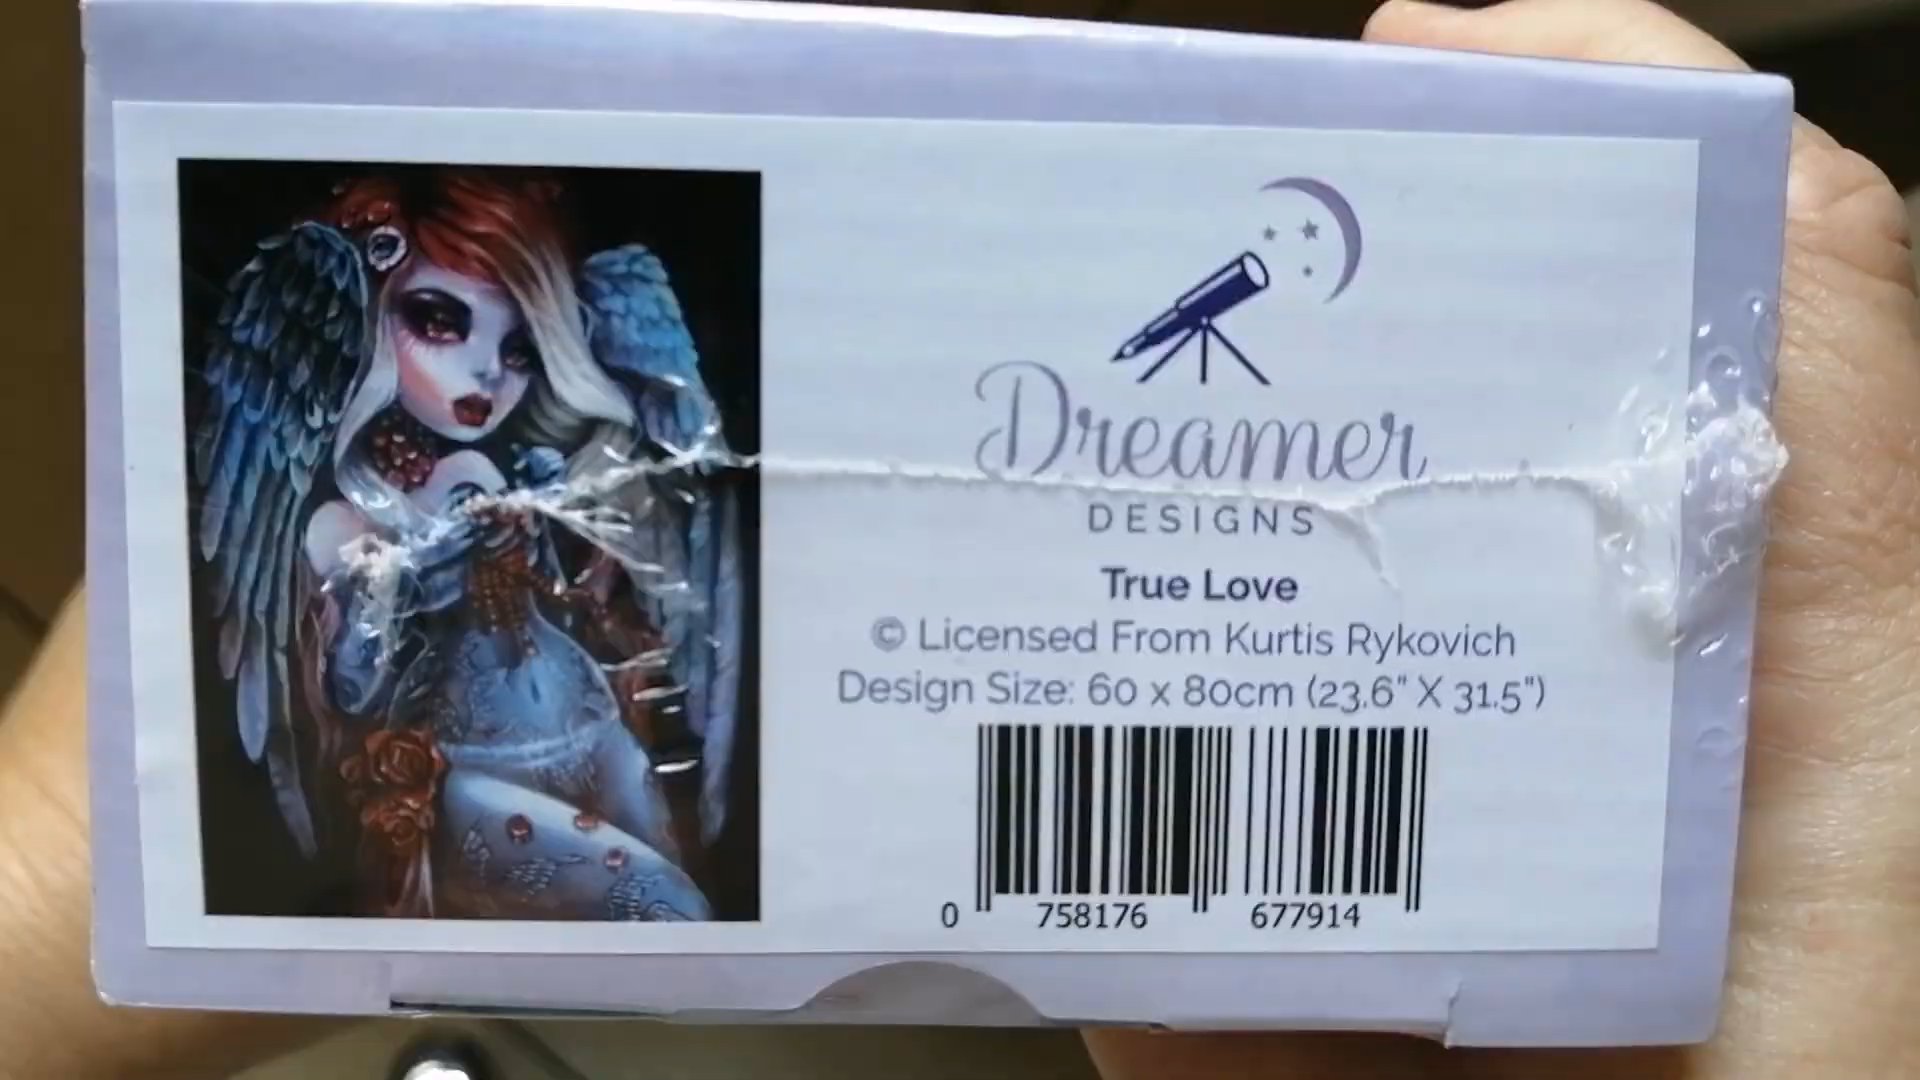 Dreamer
DESIGNS
True Love
© Licensed From Kurtis Rykovich
Design Size: 60 x 80cm (23.6" X 31.5")
0 758176 677914